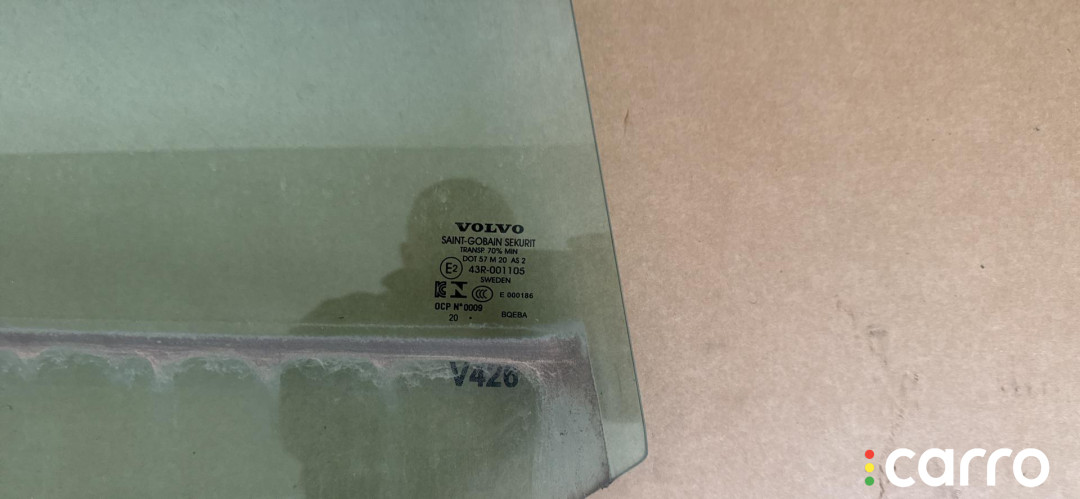 VOLVO
SAINT-GOBAIN SEKURIT
TRANSP 70% MIN
DOT 57 M 20 AS 2
E2 43R-001105
SWEDEN
CCC E 000186
OCP N° 0009
20 . BQEBA
V426
carro